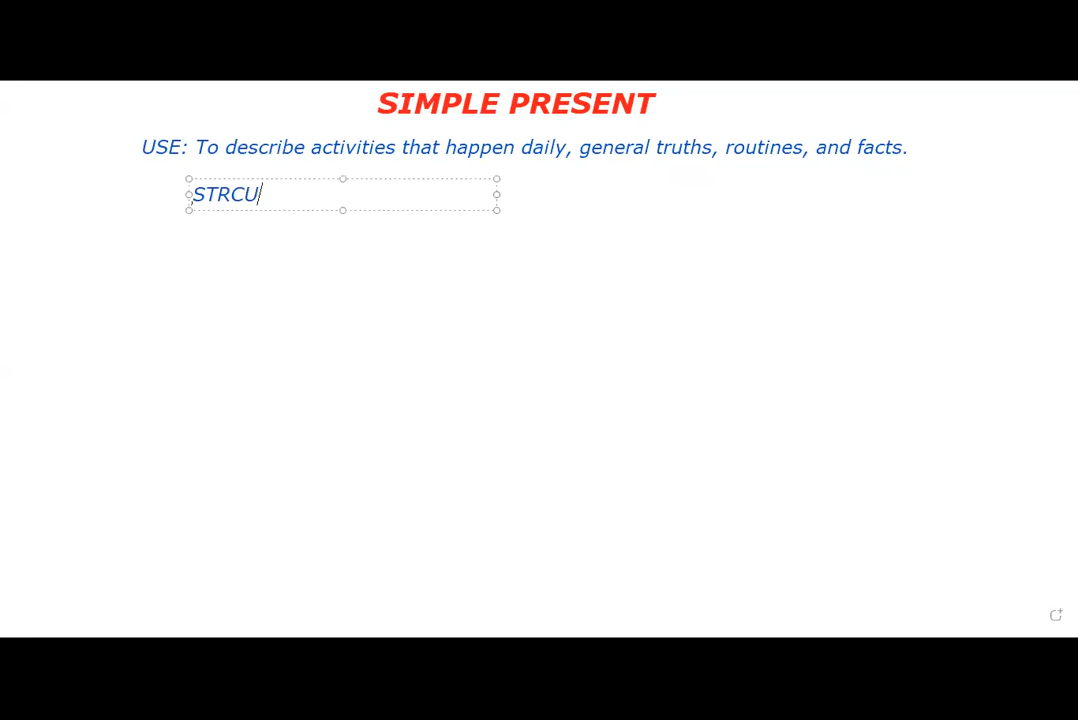 SIMPLE PRESENT
USE: To describe activities that happen daily, general truths, routines, and facts.
STRCU